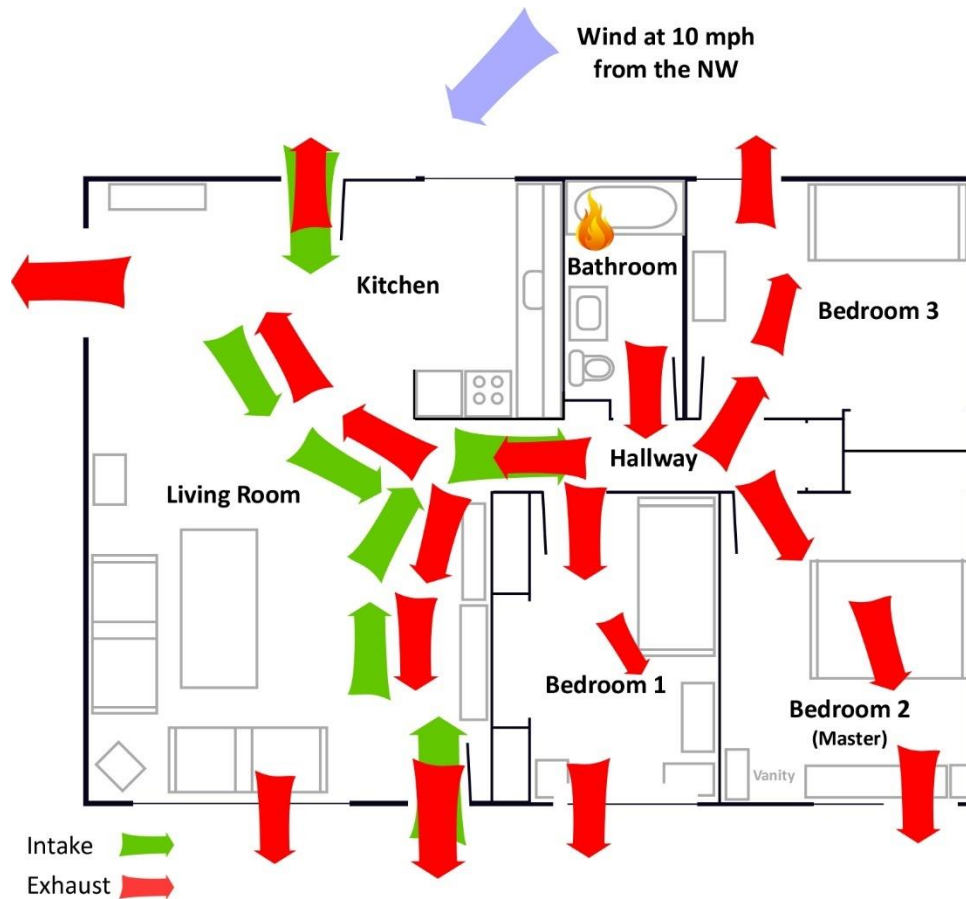 Wind at 10 mph
from the NW
Bathroom
Kitchen
Bedroom 3
Hallway
Living Room
Bedroom 1
Bedroom 2
(Master)
Vanity
Intake
Exhaust